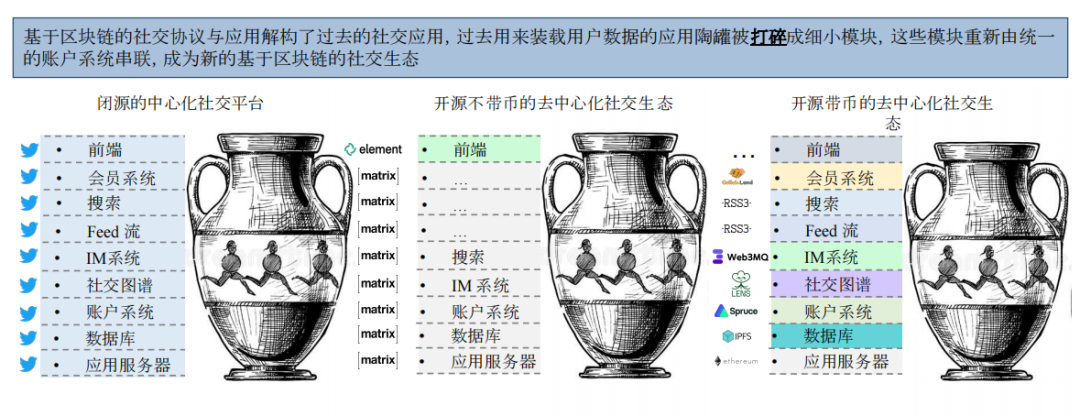 基于区块链的社交协议与应用解构了过去的社交应用, 过去用来装载用户数据的应用陶罐被打碎成细小模块, 这些模块重新由统一
的账户系统串联, 成为新的基于区块链的社交生态
闭源的中心化社交平台
• 前端
• 会员系统
• 搜索
• Feed 流
• IM系统
• 社交图谱
• 账户系统
• 数据库
• 应用服务器
开源不带币的去中心化社交生态
element • 前端
[matrix] • …
[matrix] • …
[matrix] • …
[matrix] • 搜索
[matrix] • IM 系统
[matrix] • 账户系统
[matrix] • 数据库
[matrix] • 应用服务器
开源带币的去中心化社交生
态
... • 前端
• 会员系统
·RSS3· • 搜索
·RSS3· • Feed 流
Web3MQ • IM系统
LENS • 社交图谱
Spruce • 账户系统
IPFS • 数据库
ethereum • 应用服务器